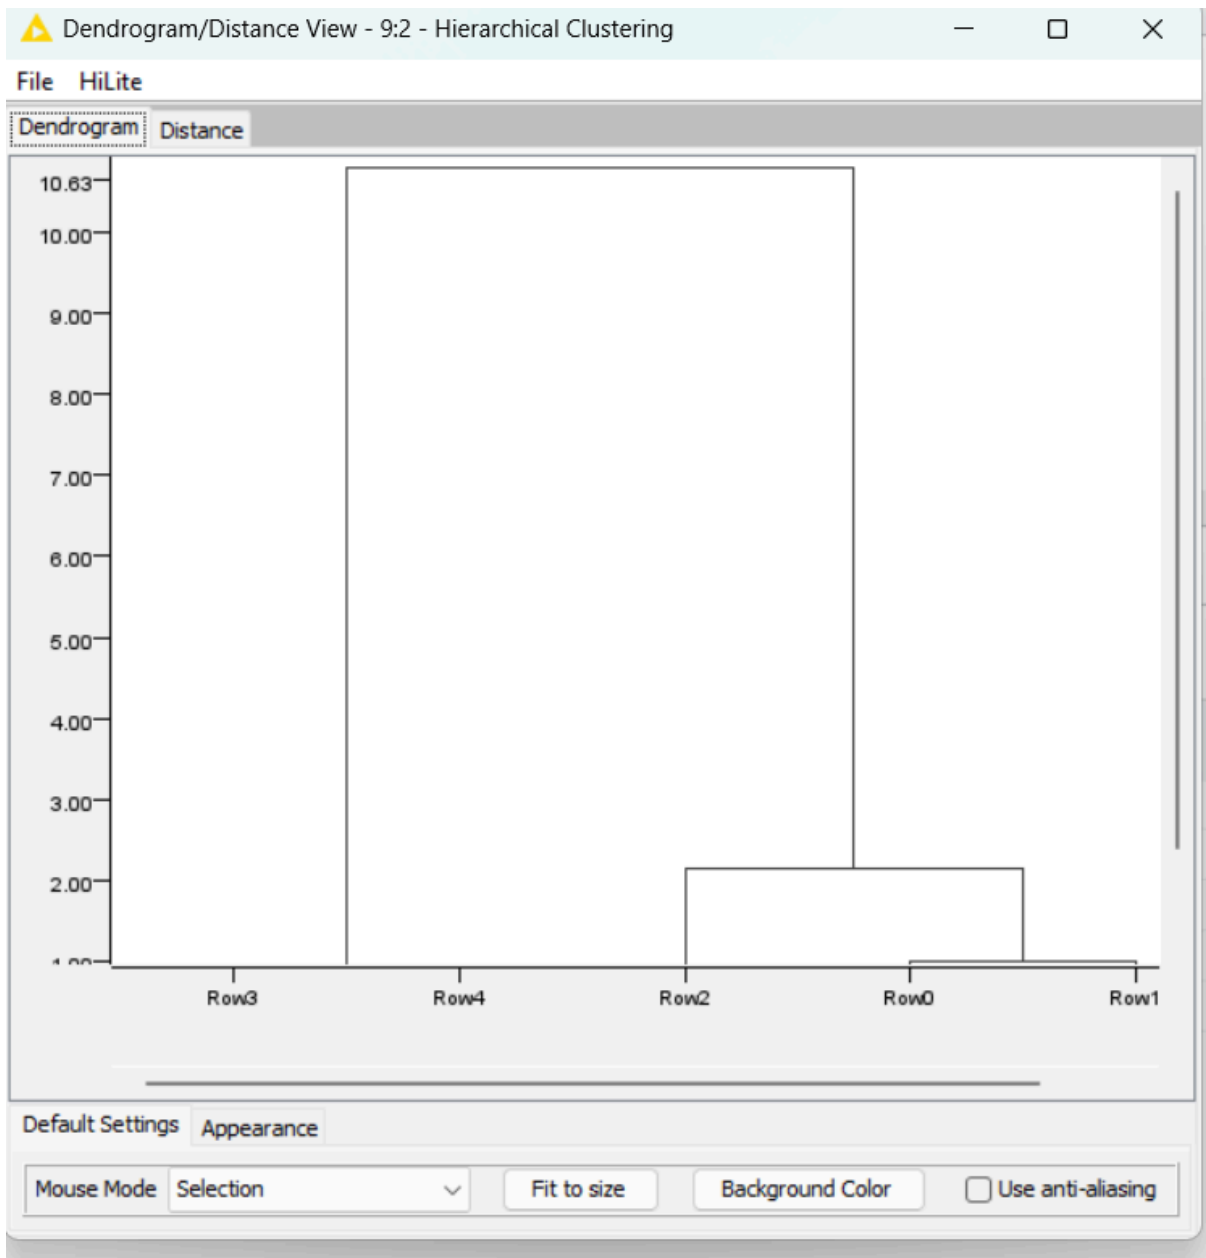 Dendrogram/Distance View - 9:2 - Hierarchical Clustering
File HiLite
Dendrogram Distance
10.63
10.00
9.00
8.00
7.00
6.00
5.00
4.00
3.00
2.00
1.00
Row3 Row4 Row2 Row0 Row1
Default Settings Appearance
Mouse Mode Selection Fit to size Background Color Use anti-aliasing